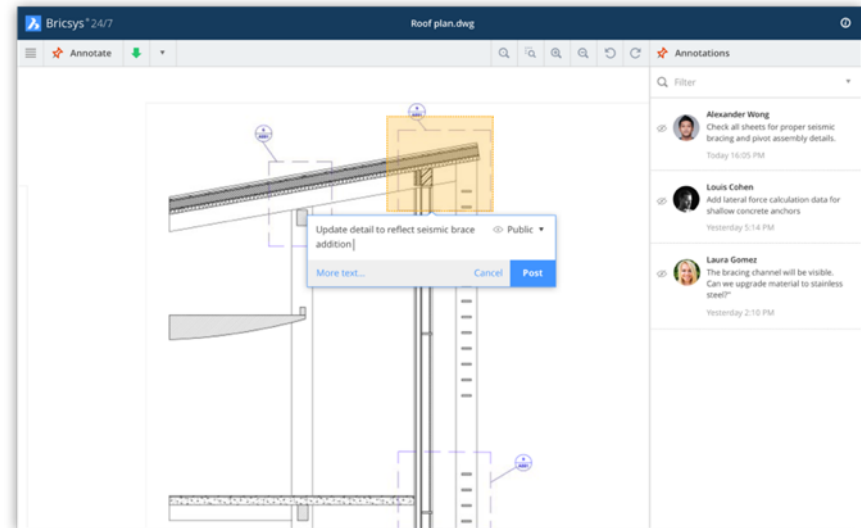 Bricsys® 24/7
Roof plan.dwg
Annotate
Annotations
Filter
Alexander Wong
Check all sheets for proper seismic
bracing and pivot assembly details.
Today 16:05 PM
Louis Cohen
Add lateral force calculation data for
shallow concrete anchors
Yesterday 5:14 PM
Laura Gomez
The bracing channel will be visible.
Can we upgrade material to stainless
steel?"
Yesterday 2:10 PM
Update detail to reflect seismic brace
addition
Public
More text...
Cancel
Post